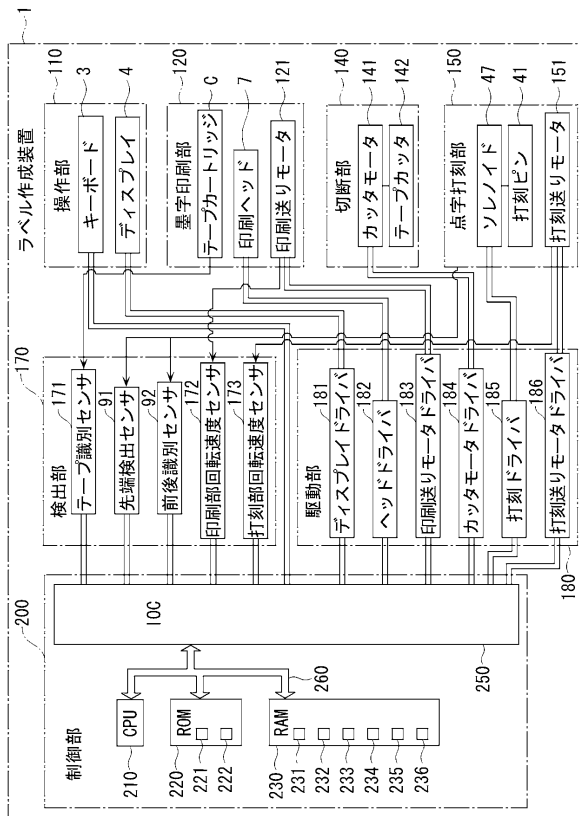 1
ラベル作成装置
110
操作部
3
キーボード
4
ディスプレイ
120
墨字印刷部
C
テープカートリッジ
7
印刷ヘッド
121
印刷送りモータ
140
切断部
141
カッタモータ
142
テープカッタ
150
点字打刻部
47
ソレノイド
41
打刻ピン
151
打刻送りモータ
170
検出部
171
テープ識別センサ
91
先端検出センサ
92
前後識別センサ
172
印刷部回転速度センサ
173
打刻部回転速度センサ
駆動部
181
ディスプレイドライバ
182
ヘッドドライバ
183
印刷送りモータドライバ
184
カッタモータドライバ
185
打刻ドライバ
186
打刻送りモータドライバ
180
200
制御部
IOC
250
260
CPU
210
ROM
220
221
222
RAM
230
231
232
233
234
235
236